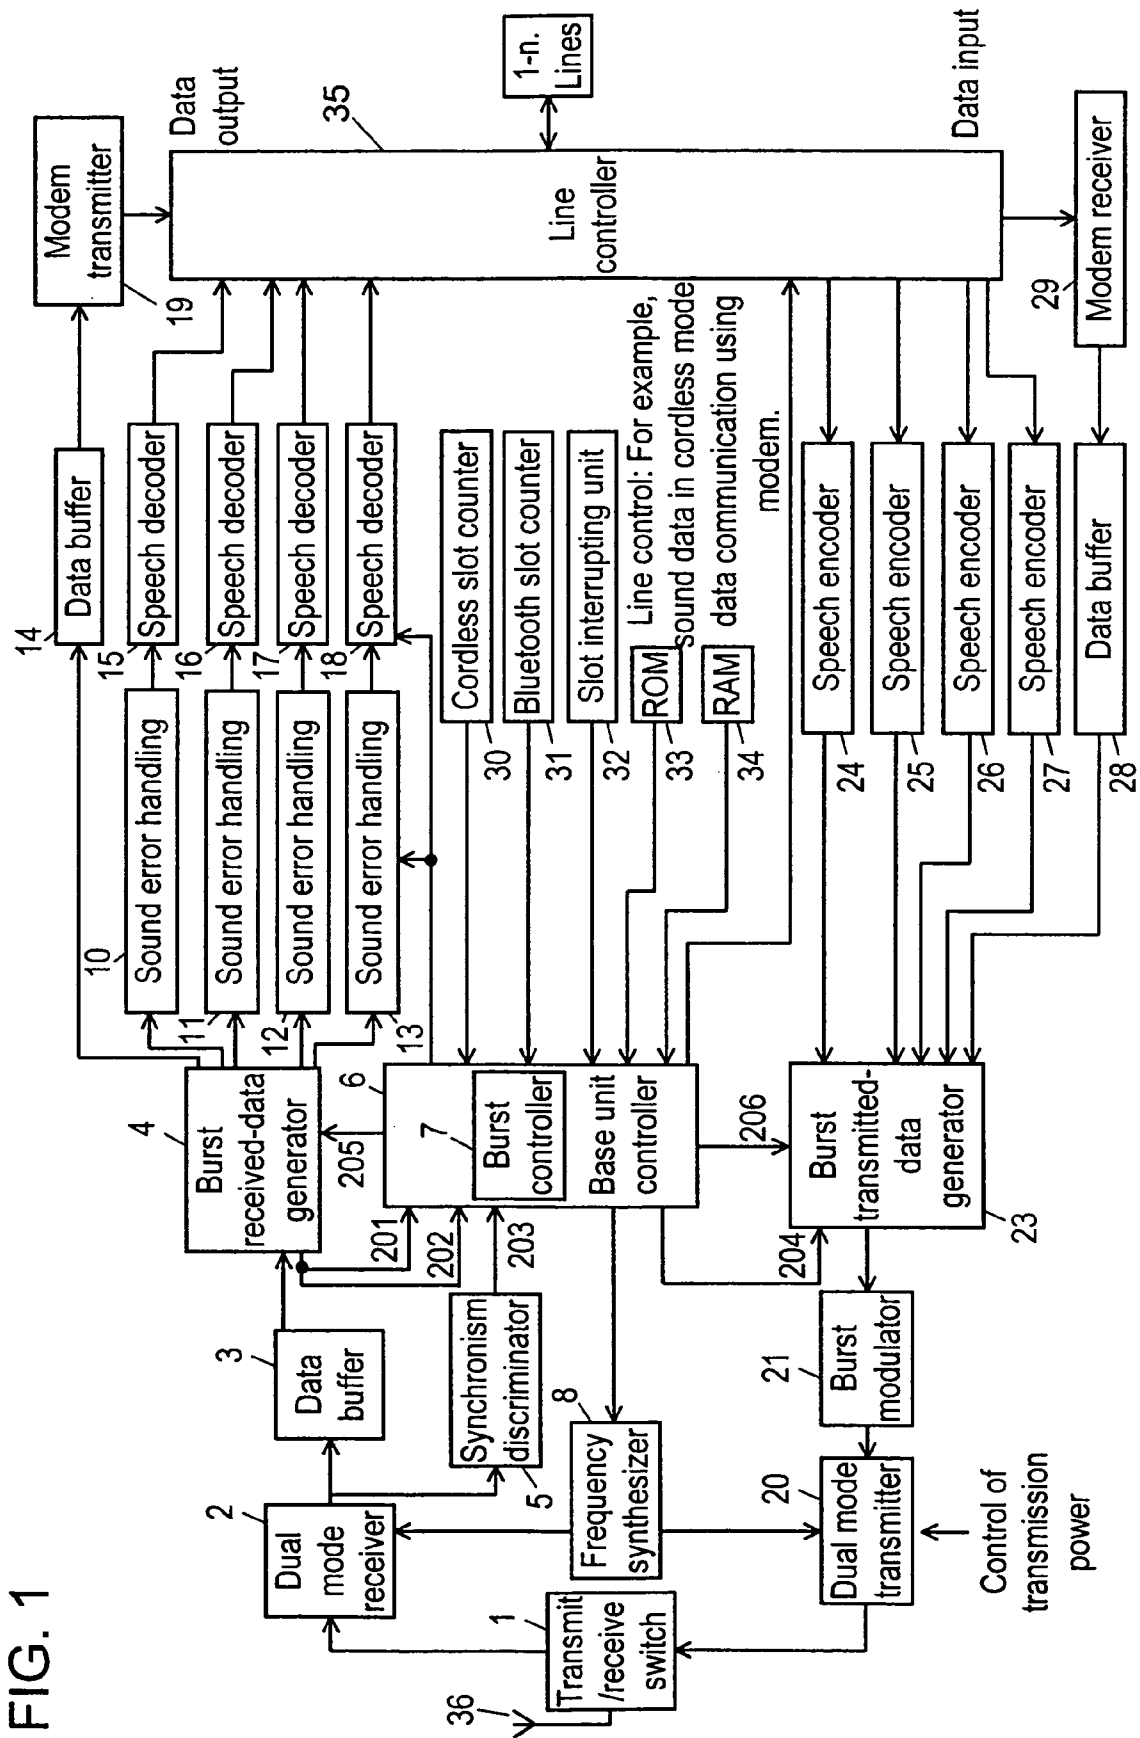 FIG. 1
36
1
Transmit
/receive
switch
2
Dual
mode
receiver
3
Data
buffer
4
Burst
received-data
generator
5
Synchronism
discriminator
201
202
203
205
6
7
Burst
controller
Base unit
controller
8
Frequency
synthesizer
204
206
20
Dual mode
transmitter
Control of
transmission
power
21
Burst
modulator
23
Burst
transmitted-
data
generator
10
Sound error handling
11
Sound error handling
12
Sound error handling
13
Sound error handling
14
Data buffer
15
Speech decoder
16
Speech decoder
17
Speech decoder
18
Speech decoder
19
Modem
transmitter
Data
output
30
Cordless slot counter
31
Bluetooth slot counter
32
Slot interrupting unit
33
ROM
34
RAM
Line control: For example,
sound data in cordless mode
data communication using
modem.
35
Line
controller
1-n.
Lines
Data input
24
Speech encoder
25
Speech encoder
26
Speech encoder
27
Speech encoder
28
Data buffer
29
Modem receiver